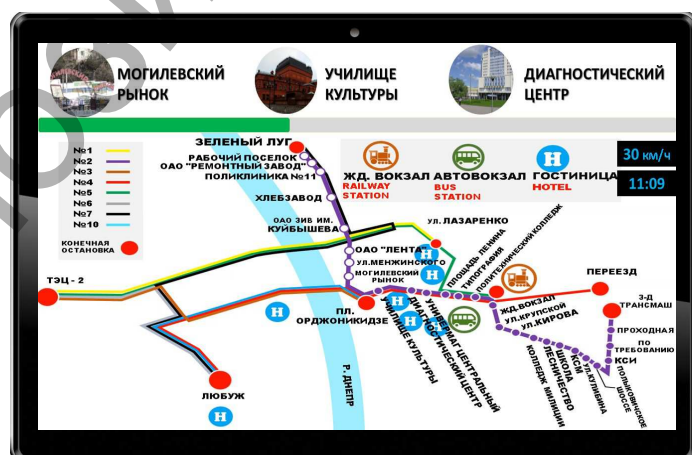 МОГИЛЕВСКИЙ
РЫНОК
УЧИЛИЩЕ
КУЛЬТУРЫ
ДИАГНОСТИЧЕСКИЙ
ЦЕНТР
№1
№2
№3
№4
№5
№6
№7
№10
КОНЕЧНАЯ
ОСТАНОВКА
ЗЕЛЕНЫЙ ЛУГ
РАБОЧИЙ ПОСЕЛОК
ОАО "РЕМОНТНЫЙ ЗАВОД"
ПОЛИКЛИНИКА №11
ХЛЕБЗАВОД
ОАО ЗИВ ИМ.
КУЙБЫШЕВА
ОАО "ЛЕНТА"
УЛ.МЕНЖИНСКОГО
МОГИЛЕВСКИЙ
РЫНОК
ЖД. ВОКЗАЛ
RAILWAY
STATION
АВТОВОКЗАЛ
BUS
STATION
H
ГОСТИНИЦА
HOTEL
30 км/ч
11:09
УЛ. ЛАЗАРЕНКО
ПЛОЩАДЬ ЛЕНИНА
ТИПОГРАФИЯ
ПОЛИТЕХНИЧЕСКИЙ КОЛЛЕДЖ
ТЭЦ - 2
ЛЮБУЖ
H
H
Р. ДНЕПР
ПЛ.
ОРДЖОНИКИДЗЕ
УЧИЛИЩЕ КУЛЬТУРЫ
ДИАГНОСТИЧЕСКИЙ ЦЕНТР
УНИВЕРМАГ ЦЕНТРАЛЬНЫЙ
H
H
H
H
ЖД.ВОКЗАЛ
УЛ.КРУПСКОЙ
УЛ.КИРОВА
КОЛЛЕДЖ МИЛИЦИИ
ЛЕСНИЧЕСТВО
ШКОЛА
КСМ
УЛ.КУЛИБИНА
ПОЛЫКОВИЧСКОЕ
ШОССЕ
КСИ
ПО
ТРЕБОВАНИЮ
ПРОХОДНАЯ
З-Д
ТРАНСМАШ
ПЕРЕЕЗД